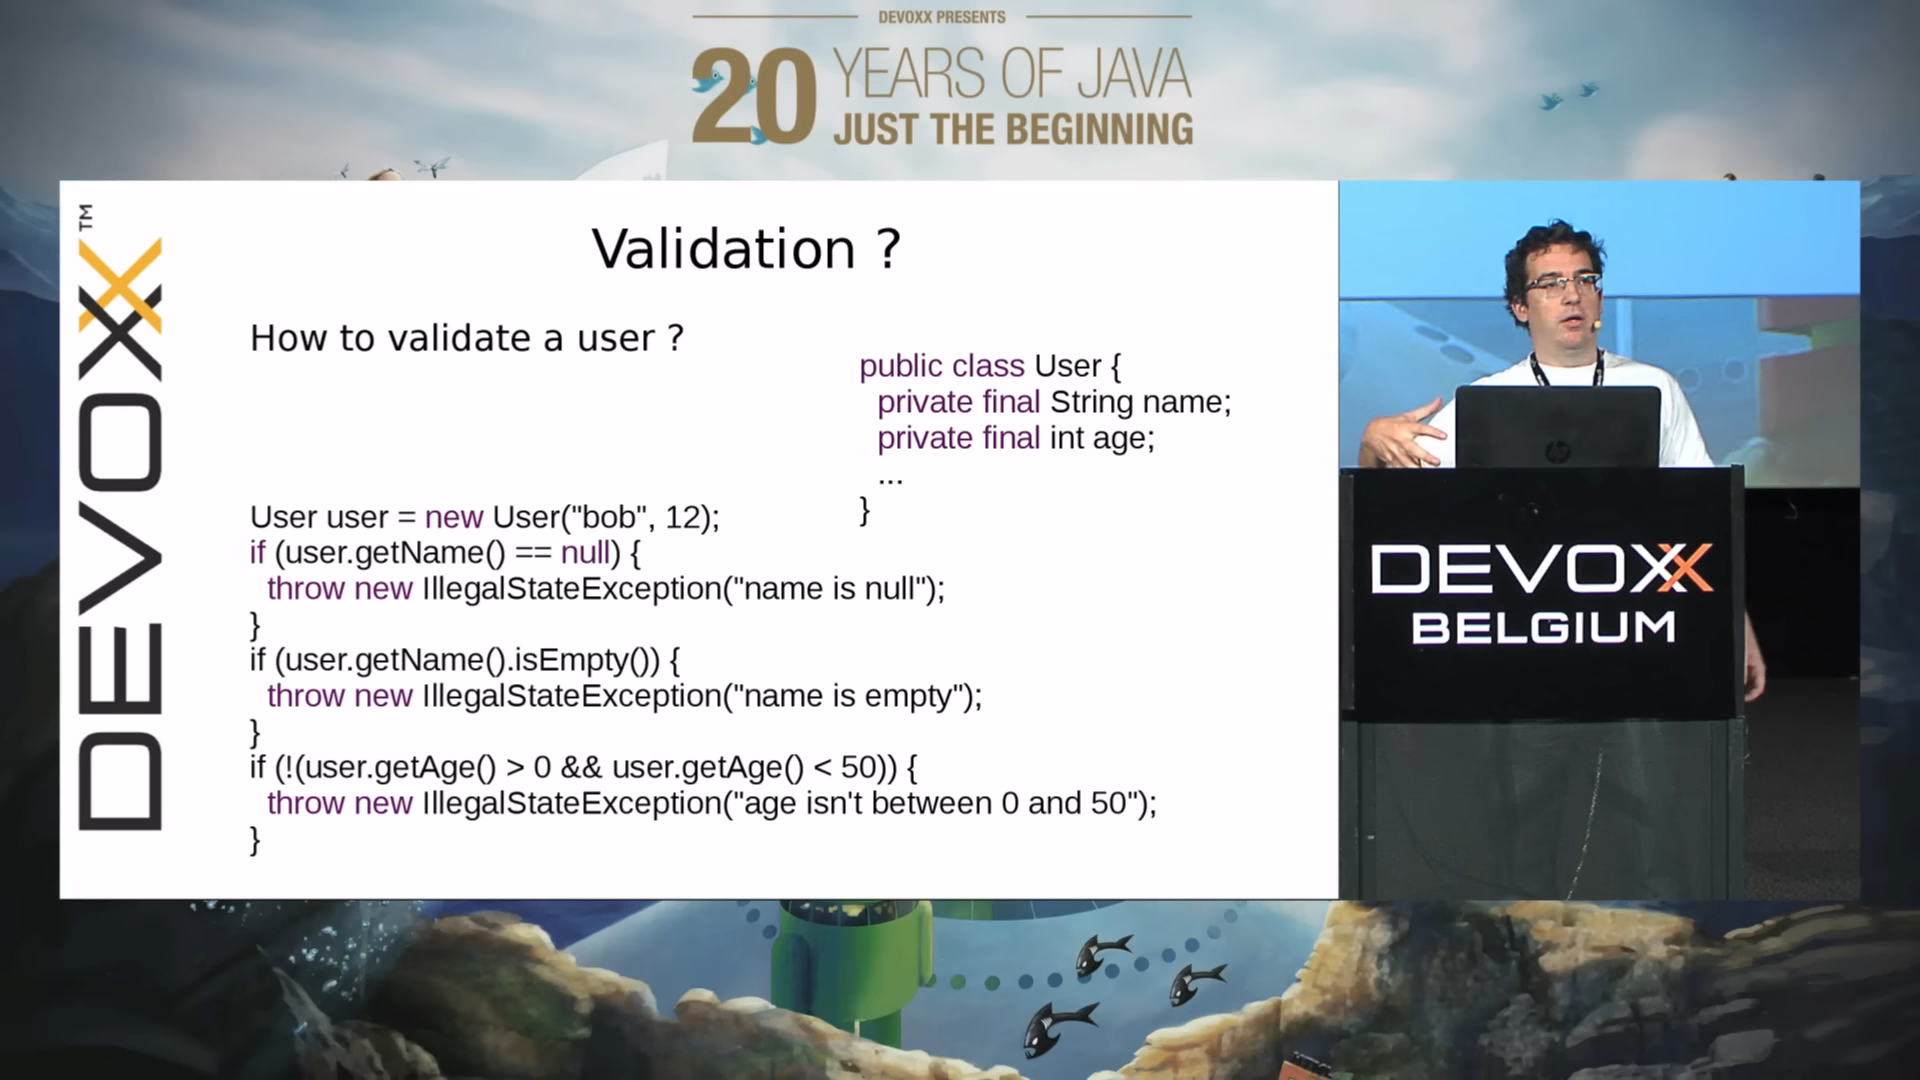 DEVOXX PRESENTS
20 YEARS OF JAVA
JUST THE BEGINNING
DEVOXX™
Validation ?
How to validate a user ?
public class User {
private final String name;
private final int age;
...
}
User user = new User("bob", 12);
if (user.getName() == null) {
throw new IllegalStateException("name is null");
}
if (user.getName().isEmpty()) {
throw new IllegalStateException("name is empty");
}
if (!(user.getAge() > 0 && user.getAge() < 50)) {
throw new IllegalStateException("age isn't between 0 and 50");
}
hp
DEVOXX
BELGIUM